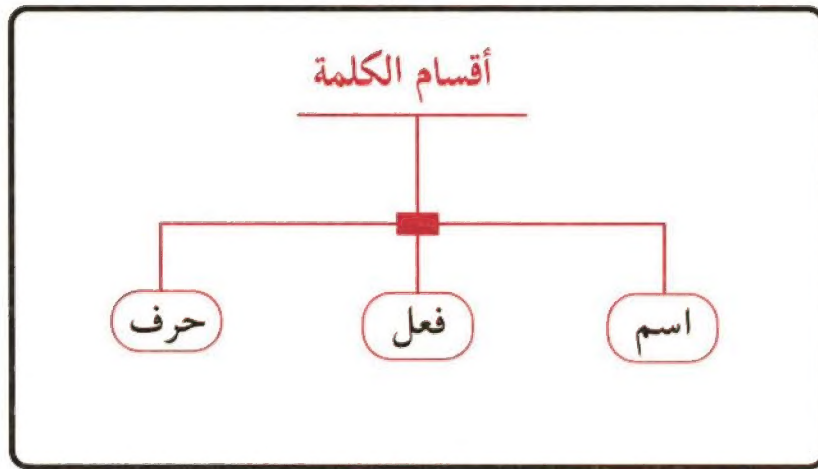 أقسام الكلمة
اسم
فعل
حرف